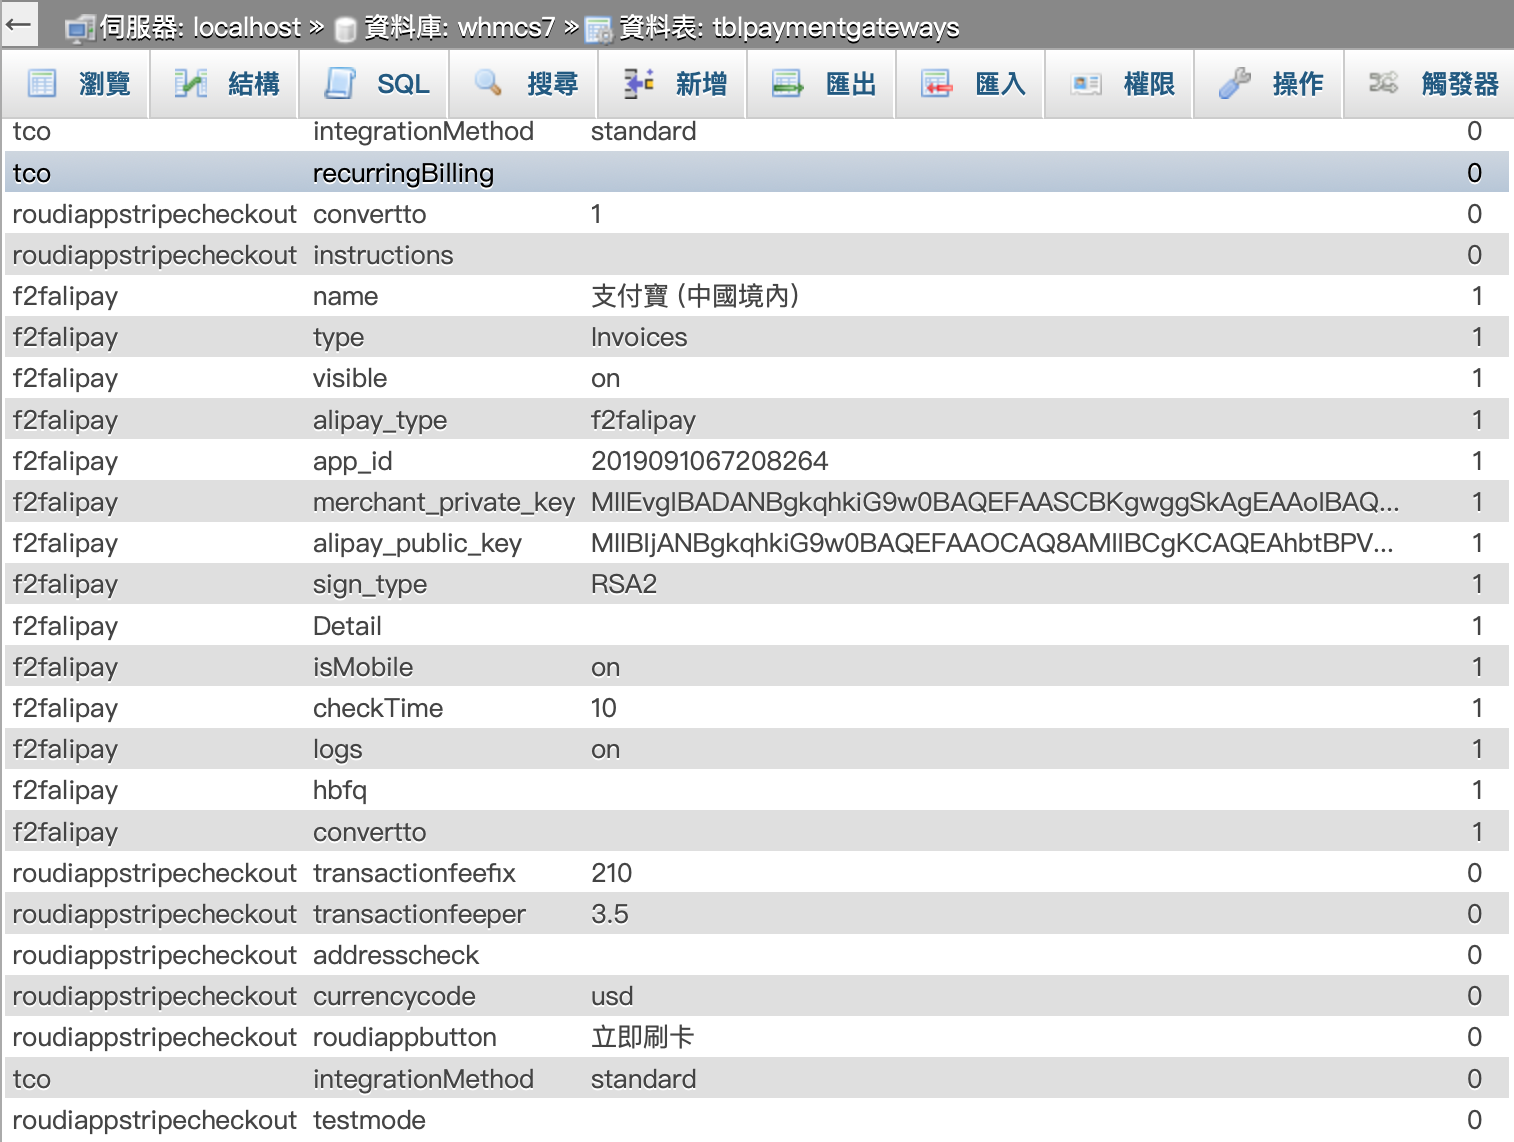 伺服器: localhost » 資料庫: whmcs7 » 資料表: tblpaymentgateways
瀏覽 結構 SQL 搜尋 新增 匯出 匯入 權限 操作 觸發器
tco integrationMethod standard 0
tco recurringBilling 0
roudiappstripecheckout convertto 1 0
roudiappstripecheckout instructions 0
f2falipay name 支付寶 (中國境內) 1
f2falipay type Invoices 1
f2falipay visible on 1
f2falipay alipay_type f2falipay 1
f2falipay app_id 2019091067208264 1
f2falipay merchant_private_key MIIEvgIBADANBgkqhkiG9w0BAQEFAASCBKgwggSkAgEAAoIBAQ... 1
f2falipay alipay_public_key MIIBIjANBgkqhkiG9w0BAQEFAAOCAQ8AMIIBCgKCAQEAhbtBPV... 1
f2falipay sign_type RSA2 1
f2falipay Detail 1
f2falipay isMobile on 1
f2falipay checkTime 10 1
f2falipay logs on 1
f2falipay hbfq 1
f2falipay convertto 1
roudiappstripecheckout transactionfeefix 210 0
roudiappstripecheckout transactionfeeper 3.5 0
roudiappstripecheckout addresscheck 0
roudiappstripecheckout currencycode usd 0
roudiappstripecheckout roudiappbutton 立即刷卡 0
tco integrationMethod standard 0
roudiappstripecheckout testmode 0